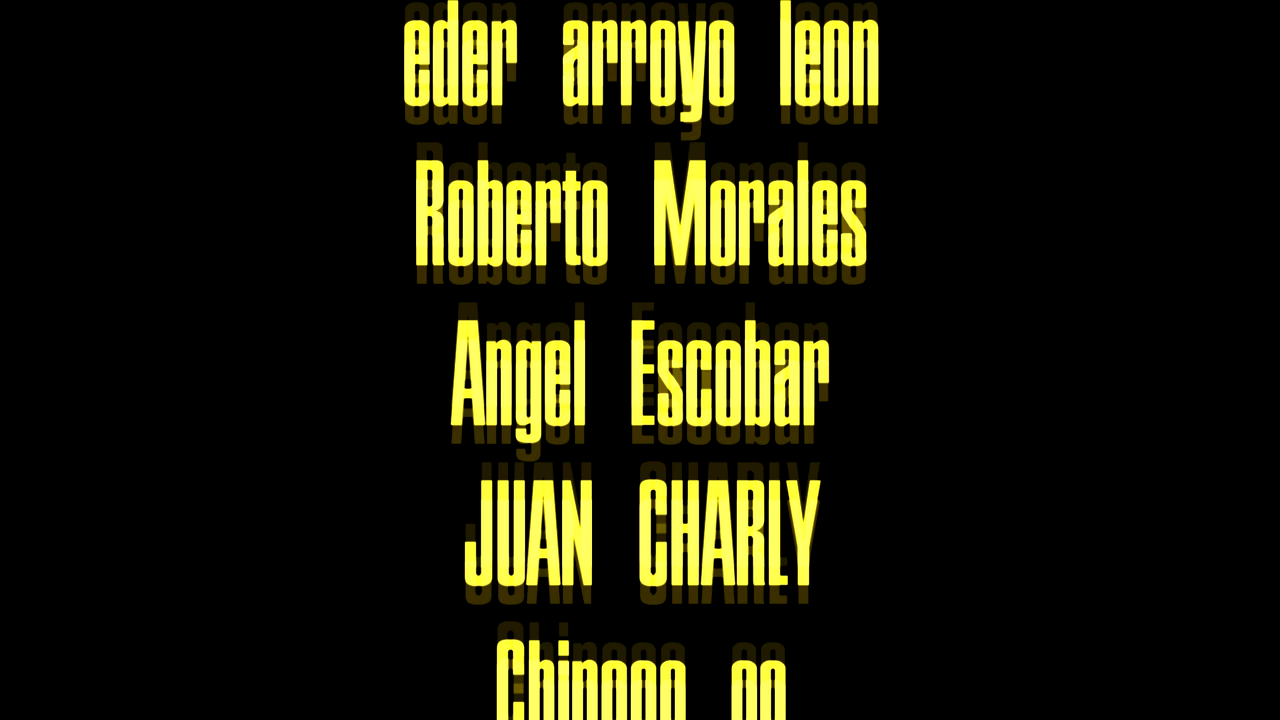 eder arroyo leon
Roberto Morales
Angel Escobar
JUAN CHARLY